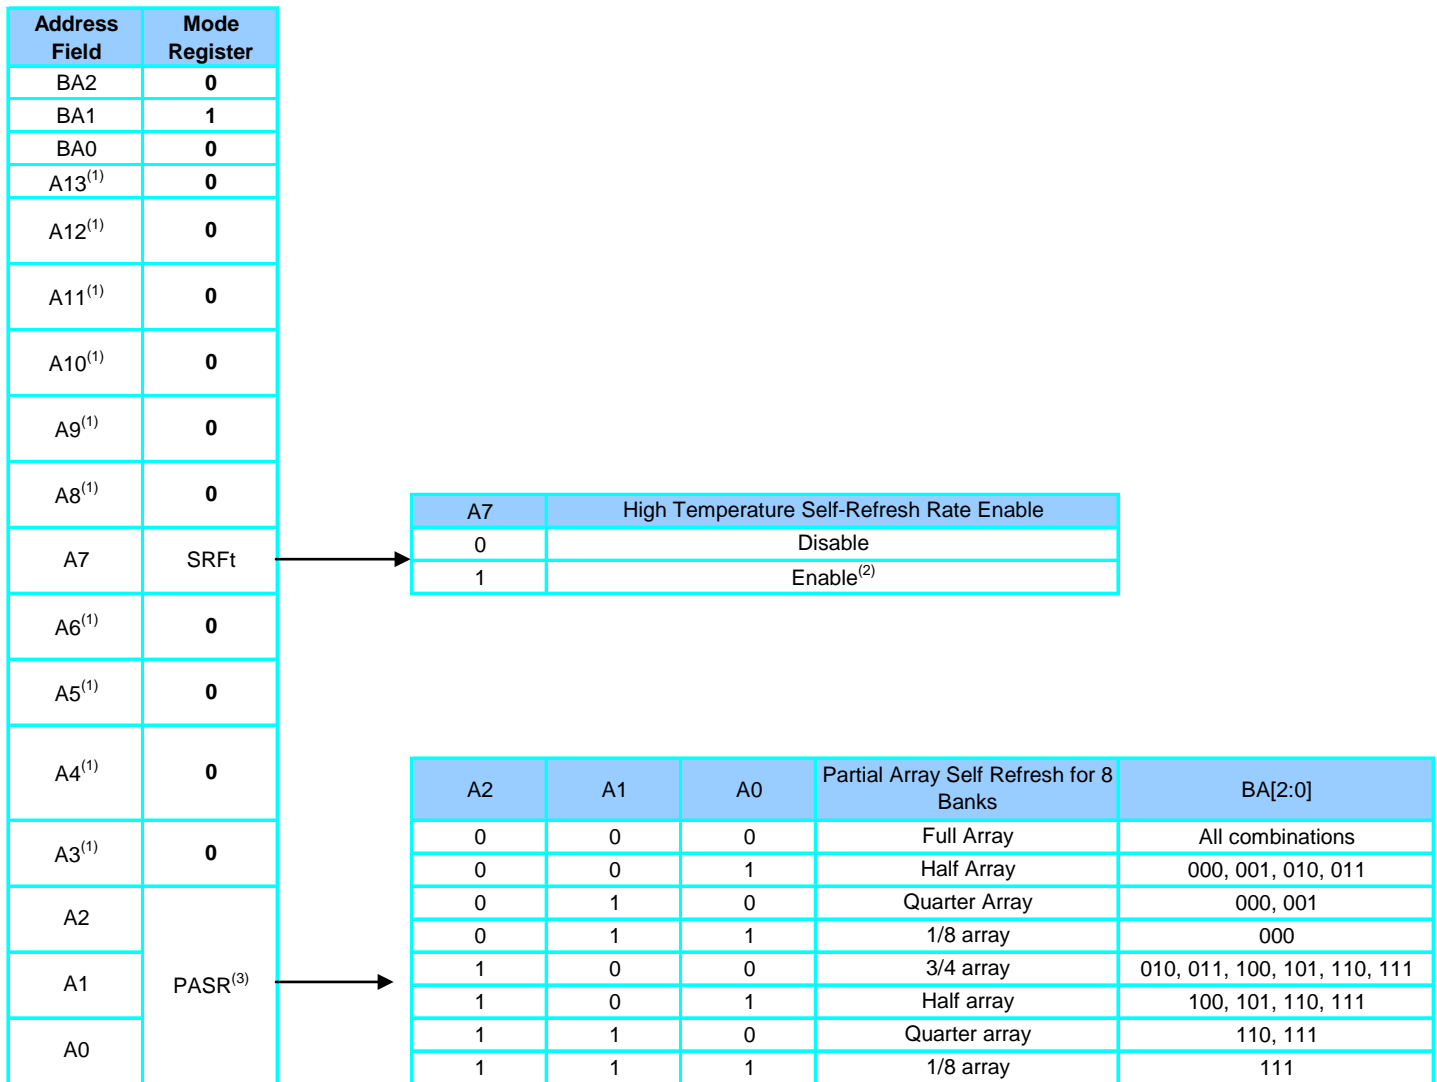 Address Field Mode Register
BA2 0
BA1 1
BA0 0
A13(1) 0
A12(1) 0
A11(1) 0
A10(1) 0
A9(1) 0
A8(1) 0
A7 SRFt
A6(1) 0
A5(1) 0
A4(1) 0
A3(1) 0
A2
A1 PASR(3)
A0
A7 High Temperature Self-Refresh Rate Enable
0 Disable
1 Enable(2)
A2 A1 A0 Partial Array Self Refresh for 8 Banks BA[2:0]
0 0 0 Full Array All combinations
0 0 1 Half Array 000, 001, 010, 011
0 1 0 Quarter Array 000, 001
0 1 1 1/8 array 000
1 0 0 3/4 array 010, 011, 100, 101, 110, 111
1 0 1 Half array 100, 101, 110, 111
1 1 0 Quarter array 110, 111
1 1 1 1/8 array 111